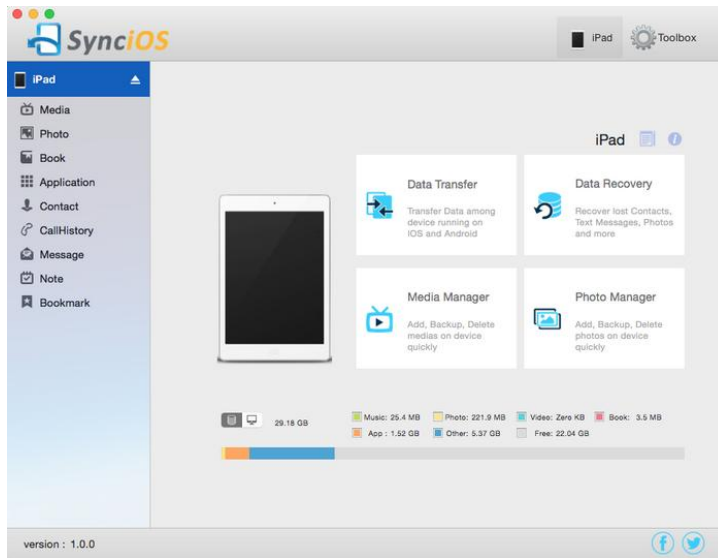 SynciOS
iPad
Toolbox
iPad
Media
Photo
Book
Application
Contact
CallHistory
Message
Note
Bookmark
iPad
Data Transfer
Transfer Data among
device running on
IOS and Android
Data Recovery
Recover lost Contacts,
Text Messages, Photos
and more
Media Manager
Add, Backup, Delete
medias on device
quickly
Photo Manager
Add, Backup, Delete
photos on device
quickly
29.18 GB
Music: 25.4 MB Photo: 221.9 MB Video: Zero KB Book: 3.5 MB
App : 1.52 GB Other: 5.37 GB Free: 22.04 GB
version : 1.0.0